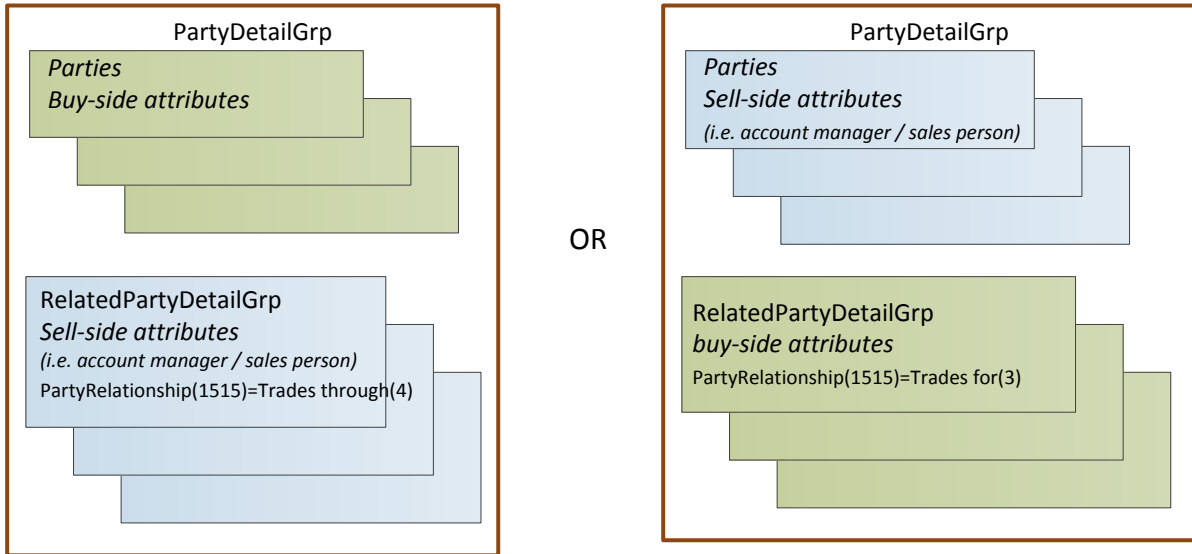 PartyDetailGrp
Parties
Buy-side attributes
RelatedPartyDetailGrp
Sell-side attributes
(i.e. account manager / sales person)
PartyRelationship(1515)=Trades through(4)
OR
PartyDetailGrp
Parties
Sell-side attributes
(i.e. account manager / sales person)
RelatedPartyDetailGrp
buy-side attributes
PartyRelationship(1515)=Trades for(3)